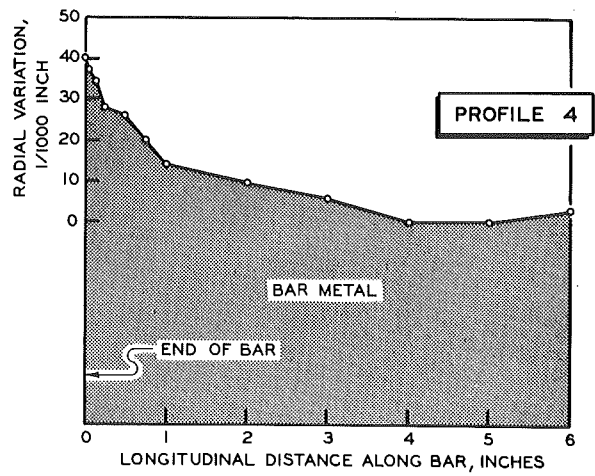 RADIAL VARIATION,
1/1000 INCH
50
40
30
20
10
0
PROFILE 4
BAR METAL
END OF BAR
0 1 2 3 4 5 6
LONGITUDINAL DISTANCE ALONG BAR, INCHES